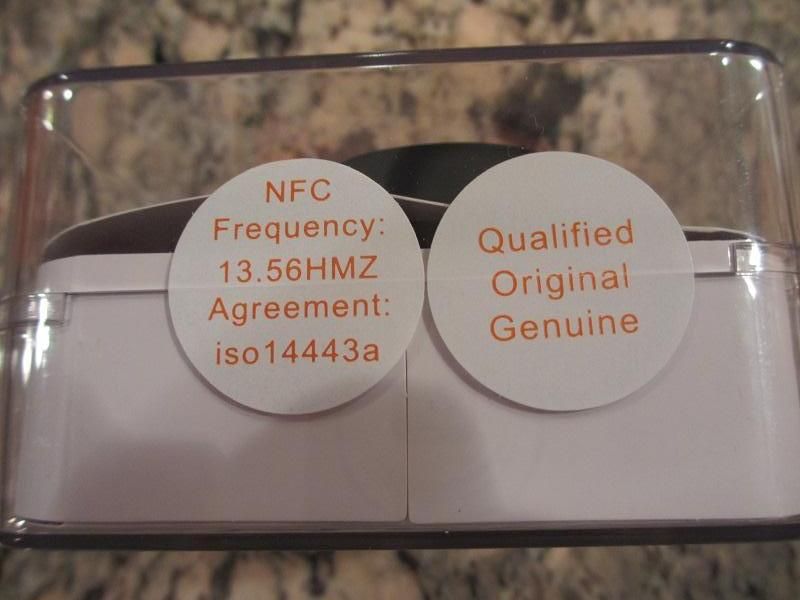 NFC
Frequency:
13.56HMZ
Agreement:
iso14443a
Qualified
Original
Genuine